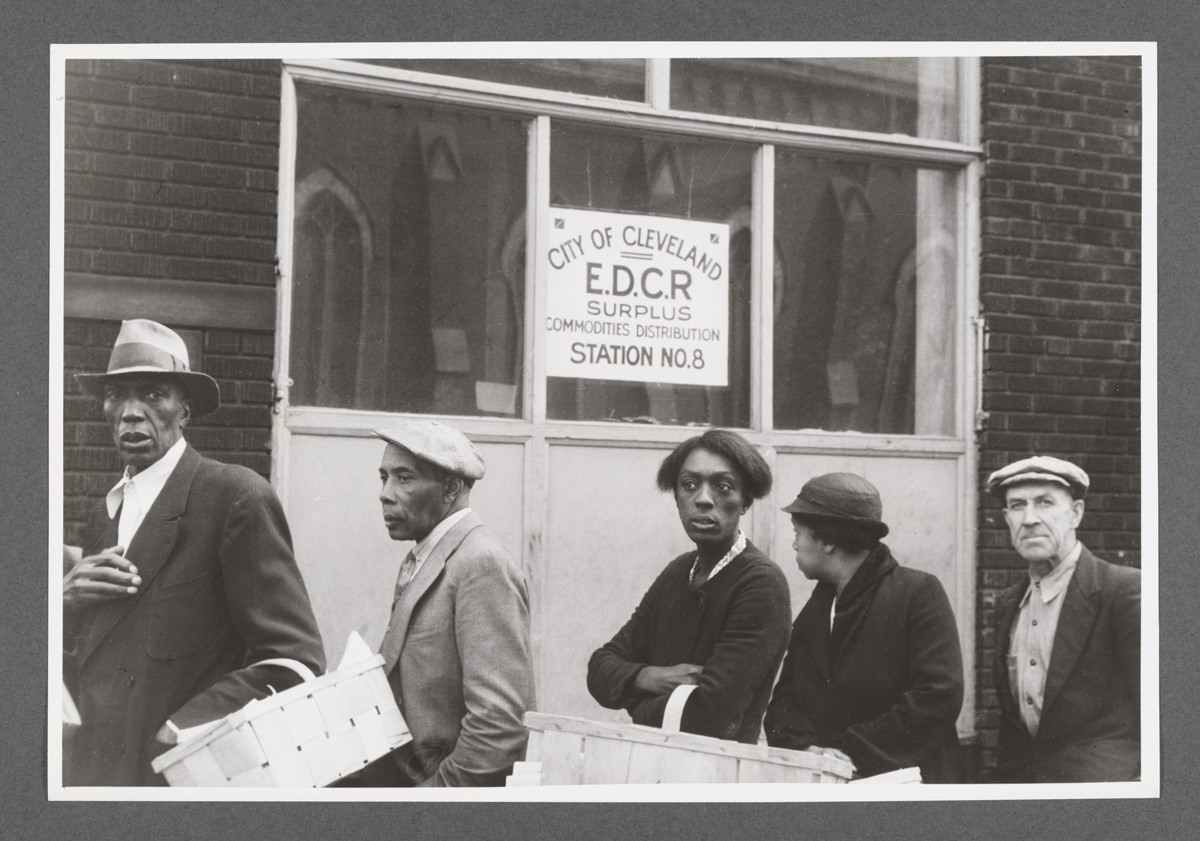 CITY OF CLEVELAND
E.D.C.R
SURPLUS
COMMODITIES DISTRIBUTION
STATION NO.8